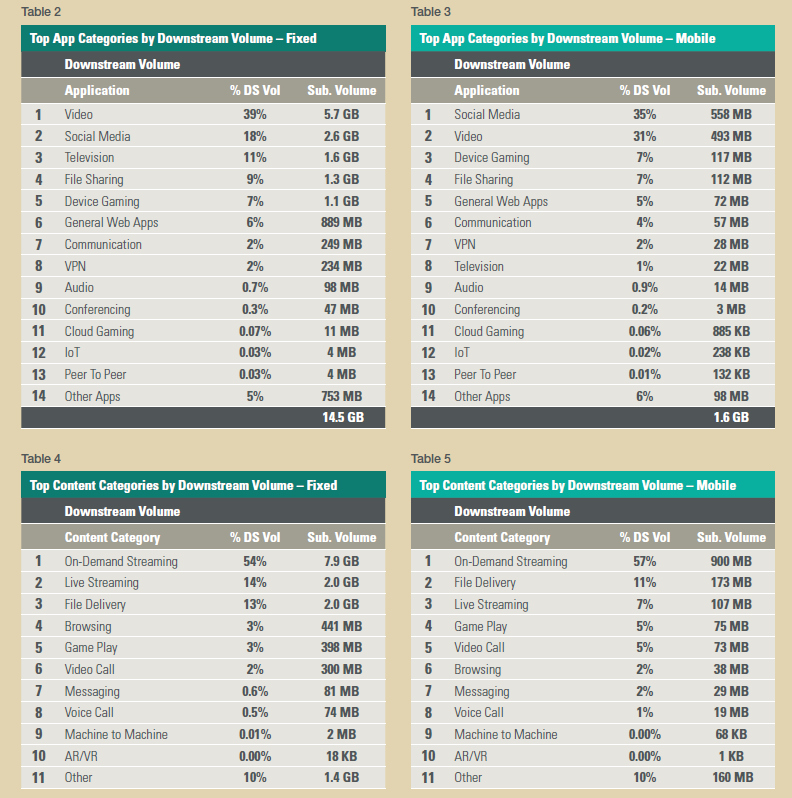 Table 2
Top App Categories by Downstream Volume – Fixed
Downstream Volume
Application % DS Vol Sub. Volume
1 Video 39% 5.7 GB
2 Social Media 18% 2.6 GB
3 Television 11% 1.6 GB
4 File Sharing 9% 1.3 GB
5 Device Gaming 7% 1.1 GB
6 General Web Apps 6% 889 MB
7 Communication 2% 249 MB
8 VPN 2% 234 MB
9 Audio 0.7% 98 MB
10 Conferencing 0.3% 47 MB
11 Cloud Gaming 0.07% 11 MB
12 IoT 0.03% 4 MB
13 Peer To Peer 0.03% 4 MB
14 Other Apps 5% 753 MB
14.5 GB
Table 3
Top App Categories by Downstream Volume – Mobile
Downstream Volume
Application % DS Vol Sub. Volume
1 Social Media 35% 558 MB
2 Video 31% 493 MB
3 Device Gaming 7% 117 MB
4 File Sharing 7% 112 MB
5 General Web Apps 5% 72 MB
6 Communication 4% 57 MB
7 VPN 2% 28 MB
8 Television 1% 22 MB
9 Audio 0.9% 14 MB
10 Conferencing 0.2% 3 MB
11 Cloud Gaming 0.06% 885 KB
12 IoT 0.02% 238 KB
13 Peer To Peer 0.01% 132 KB
14 Other Apps 6% 98 MB
1.6 GB
Table 4
Top Content Categories by Downstream Volume – Fixed
Downstream Volume
Content Category % DS Vol Sub. Volume
1 On-Demand Streaming 54% 7.9 GB
2 Live Streaming 14% 2.0 GB
3 File Delivery 13% 2.0 GB
4 Browsing 3% 441 MB
5 Game Play 3% 398 MB
6 Video Call 2% 300 MB
7 Messaging 0.6% 81 MB
8 Voice Call 0.5% 74 MB
9 Machine to Machine 0.01% 2 MB
10 AR/VR 0.00% 18 KB
11 Other 10% 1.4 GB
Table 5
Top Content Categories by Downstream Volume – Mobile
Downstream Volume
Content Category % DS Vol Sub. Volume
1 On-Demand Streaming 57% 900 MB
2 File Delivery 11% 173 MB
3 Live Streaming 7% 107 MB
4 Game Play 5% 75 MB
5 Video Call 5% 73 MB
6 Browsing 2% 38 MB
7 Messaging 2% 29 MB
8 Voice Call 1% 19 MB
9 Machine to Machine 0.00% 68 KB
10 AR/VR 0.00% 1 KB
11 Other 10% 160 MB